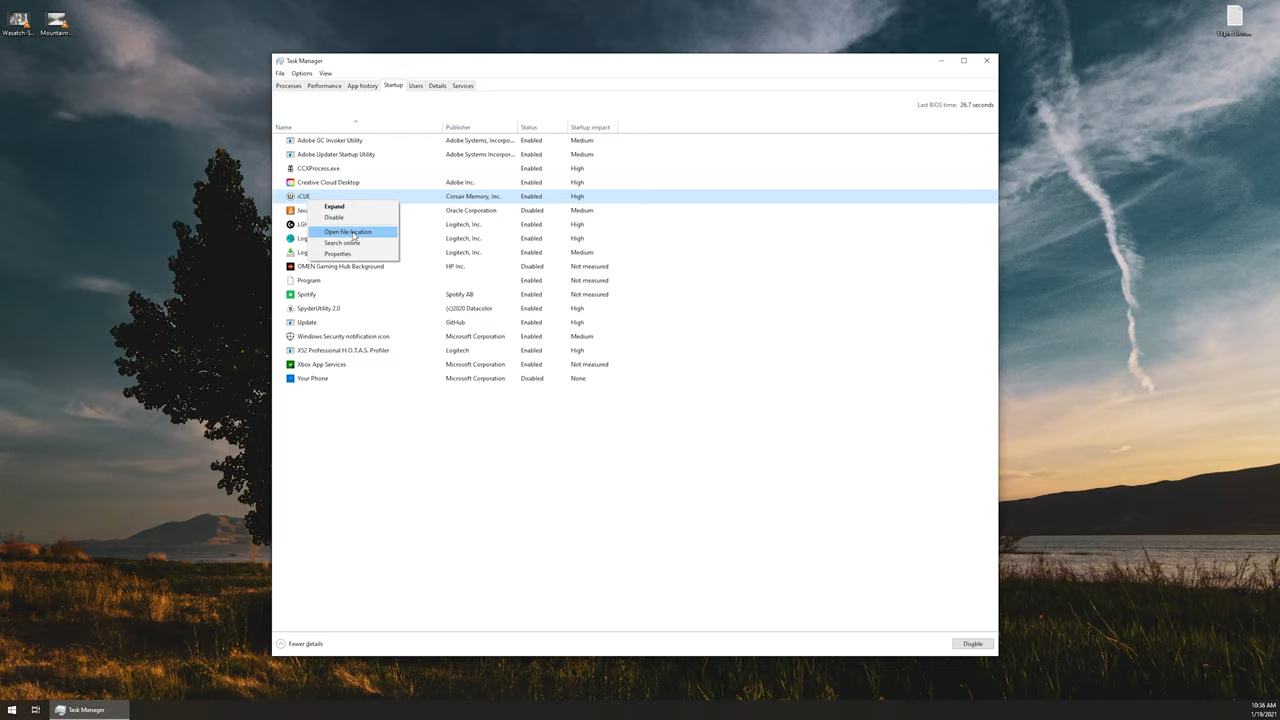 Wasatch-S...
Mountainr...
Expression...
Task Manager
File Options View
Processes Performance App history Startup Users Details Services
Last BIOS time: 26.7 seconds
Name Publisher Status Startup impact
Adobe GC Invoker Utility Adobe Systems, Incorpo... Enabled Medium
Adobe Updater Startup Utility Adobe Systems Incorpor... Enabled Medium
CCXProcess.exe Enabled High
Creative Cloud Desktop Adobe Inc. Enabled High
iCUE Corsair Memory, Inc. Enabled High
Java Oracle Corporation Disabled Medium
LGH Logitech, Inc. Enabled High
Log Logitech, Inc. Enabled High
Log Logitech, Inc. Enabled Medium
Expand
Disable
Open file location
Search online
Properties
OMEN Gaming Hub Background HP Inc. Disabled Not measured
Program Enabled Not measured
Spotify Spotify AB Enabled Not measured
SpyderUtility 2.0 (c)2020 Datacolor Enabled High
Update GitHub Enabled High
Windows Security notification icon Microsoft Corporation Enabled Medium
X52 Professional H.O.T.A.S. Profiler Logitech Enabled High
Xbox App Services Microsoft Corporation Enabled Not measured
Your Phone Microsoft Corporation Disabled None
Fewer details
Disable
Task Manager
10:36 AM
1/19/2021